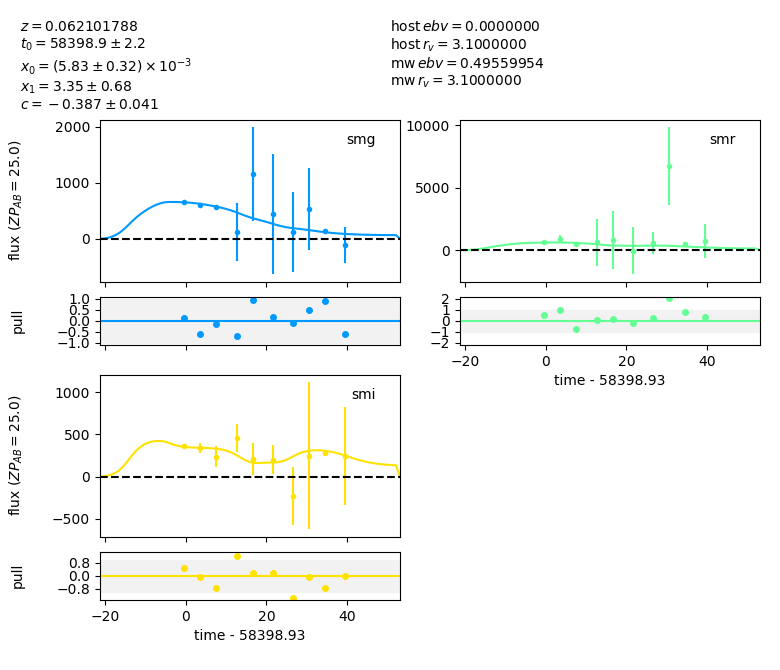 z = 0.062101788
t₀ = 58398.9 ± 2.2
x₀ = (5.83 ± 0.32) × 10⁻³
x₁ = 3.35 ± 0.68
c = −0.387 ± 0.041
host ebv = 0.0000000
host r_v = 3.1000000
mw ebv = 0.49559954
mw r_v = 3.1000000
flux (ZP_AB = 25.0)
2000
1000
0
smg
10000
5000
0
smr
pull
1.0
0.5
0.0
−0.5
−1.0
2
1
0
−1
−2
−20 0 20 40
time - 58398.93
flux (ZP_AB = 25.0)
1000
500
0
−500
smi
pull
0.8
0.0
−0.8
−20 0 20 40
time - 58398.93